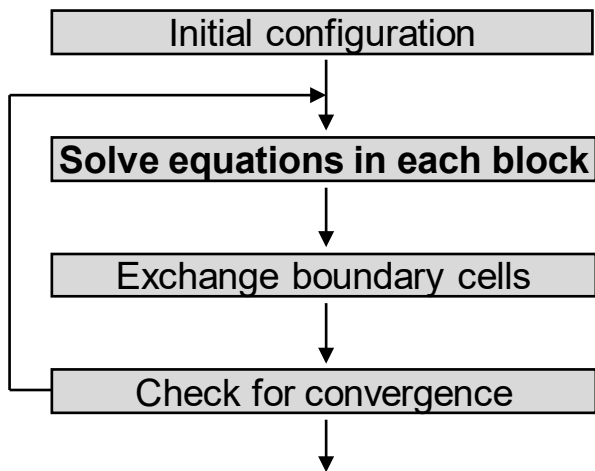 Initial configuration
Solve equations in each block
Exchange boundary cells
Check for convergence